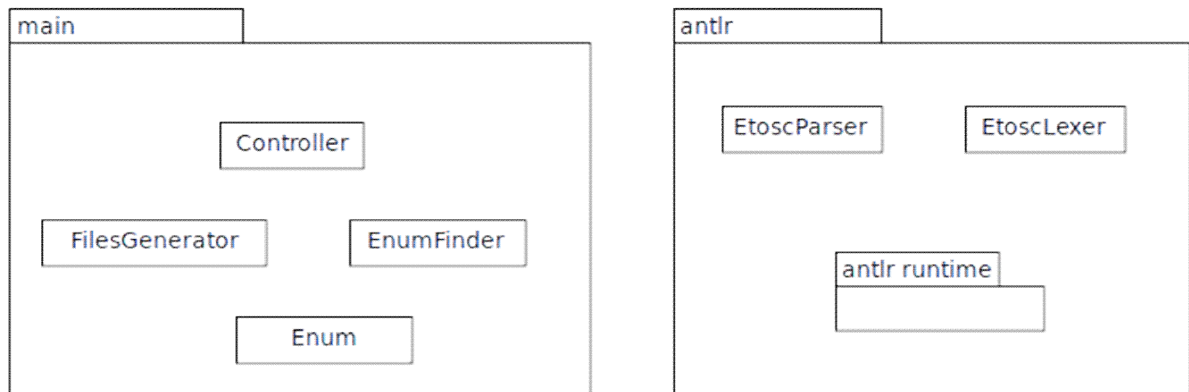 main
Controller
FilesGenerator
EnumFinder
Enum
antlr
EtoscParser
EtoscLexer
antlr runtime